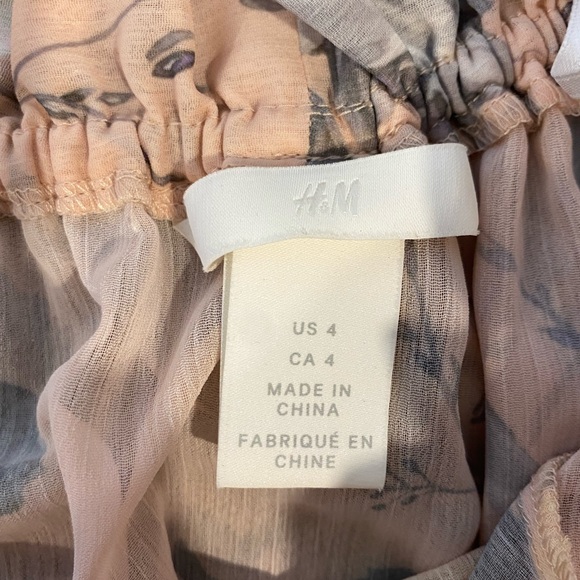 H&M
US 4
CA 4
MADE IN
CHINA
FABRIQUÉ EN
CHINE